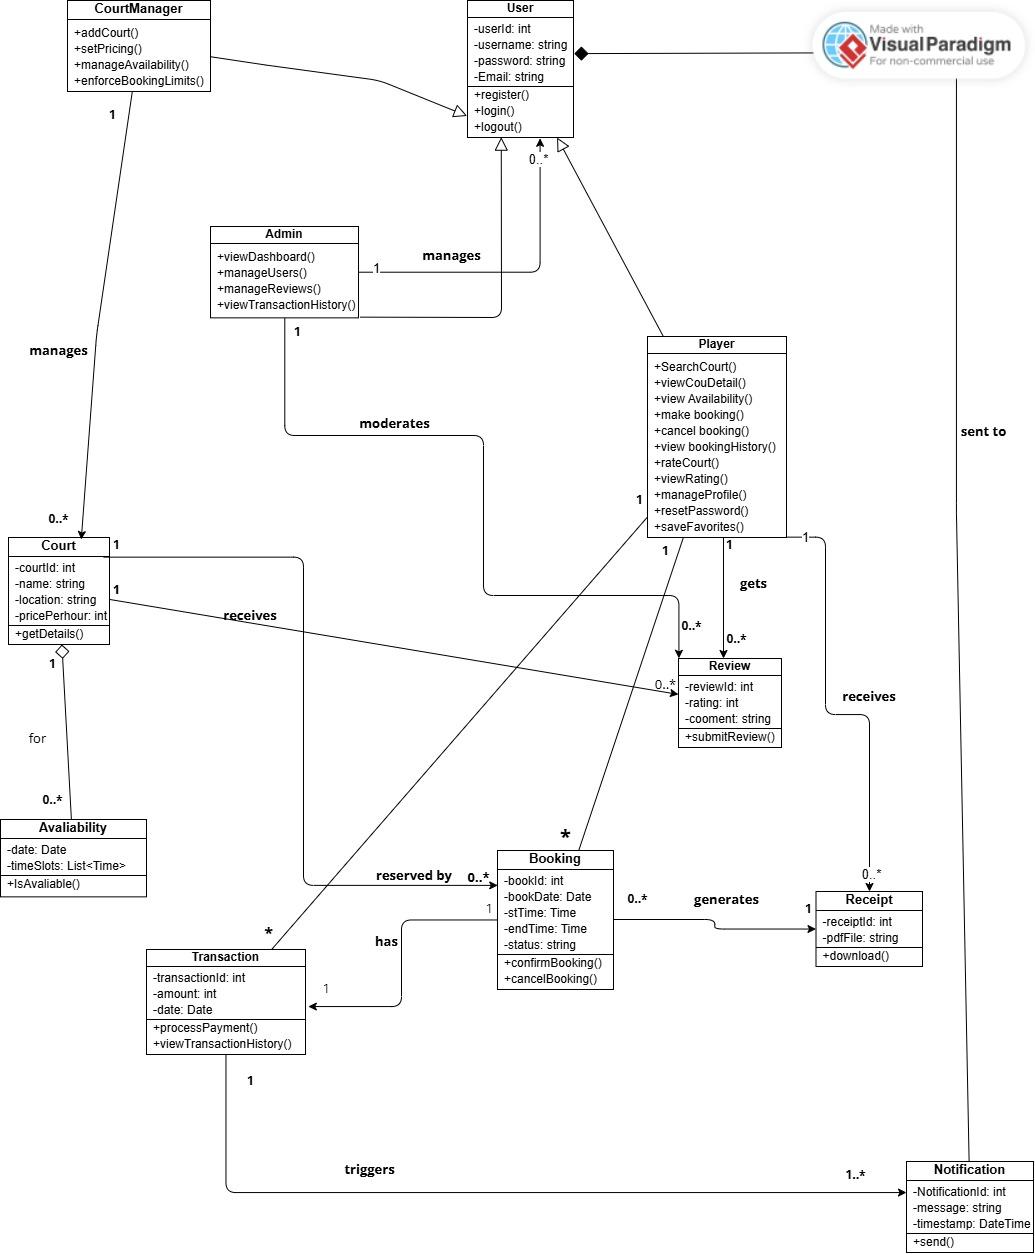 CourtManager
+addCourt()
+setPricing()
+manageAvailability()
+enforceBookingLimits()
1
User
-userId: int
-username: string
-password: string
-Email: string
+register()
+login()
+logout()
0..*
Made with
VisualParadigm
For non-commercial use
Admin
+viewDashboard()
+manageUsers()
+manageReviews()
+viewTransactionHistory()
1
manages
1
manages
moderates
sent to
Player
+SearchCourt()
+viewCouDetail()
+view Availability()
+make booking()
+cancel booking()
+view bookingHistory()
+rateCourt()
+viewRating()
+manageProfile()
+resetPassword()
+saveFavorites()
1
1
1
1
0..*
Court
-courtId: int
-name: string
-location: string
-pricePerhour: int
+getDetails()
1
1
1
receives
gets
0..*
0..*
0..*
Review
-reviewId: int
-rating: int
-cooment: string
+submitReview()
receives
for
0..*
Avaliability
-date: Date
-timeSlots: List<Time>
+IsAvaliable()
*
Booking
-bookId: int
-bookDate: Date
-stTime: Time
-endTime: Time
-status: string
+confirmBooking()
+cancelBooking()
reserved by
0..*
1
has
1
0..*
generates
1
0..*
Receipt
-receiptId: int
-pdfFile: string
+download()
*
Transaction
-transactionId: int
-amount: int
-date: Date
+processPayment()
+viewTransactionHistory()
1
triggers
1..*
Notification
-NotificationId: int
-message: string
-timestamp: DateTime
+send()